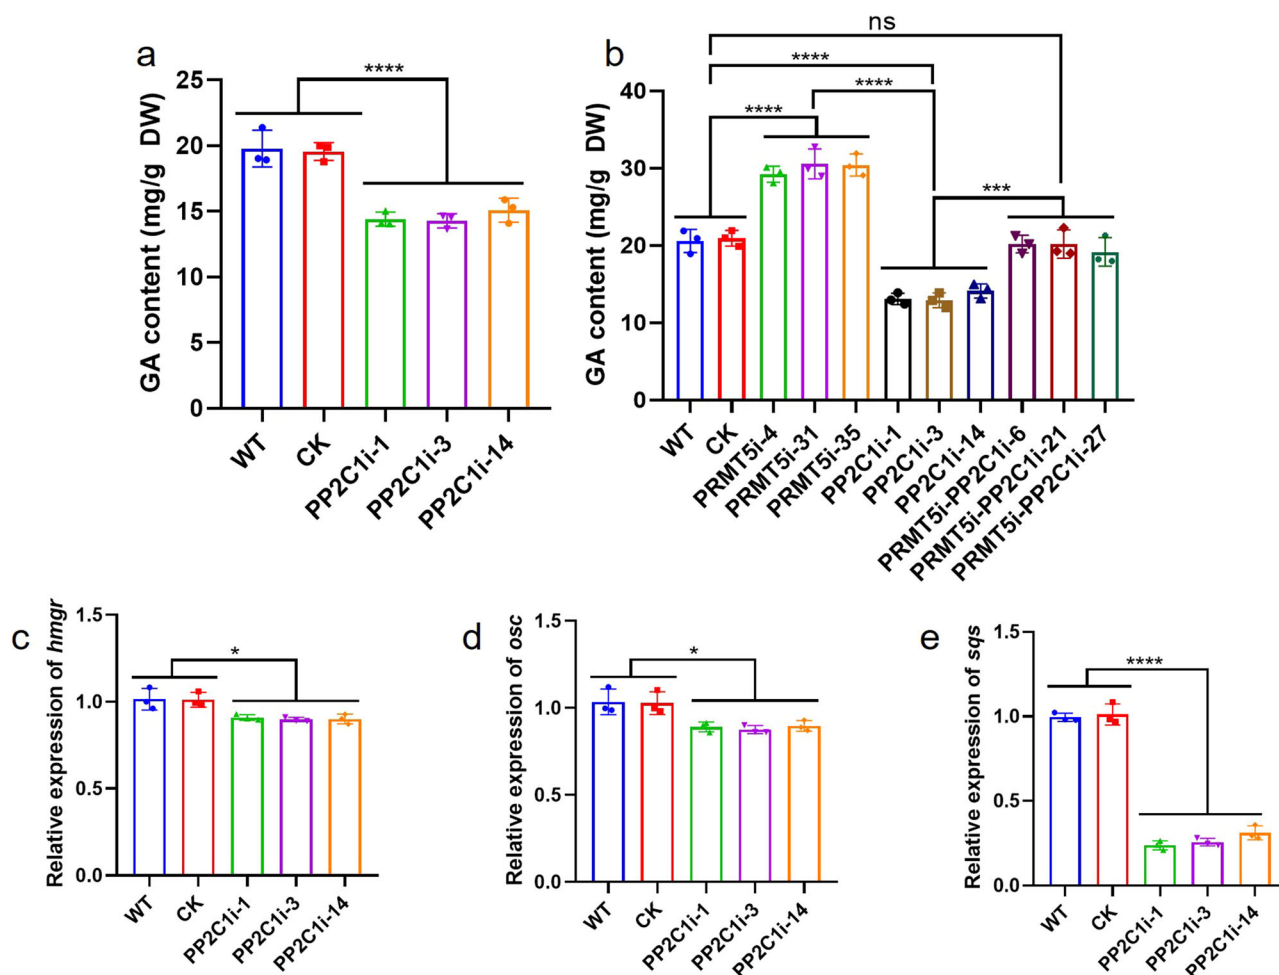 a
GA content (mg/g DW)
25
20
15
10
5
0
****
WT
CK
PP2C1i-1
PP2C1i-3
PP2C1i-14
b
GA content (mg/g DW)
40
30
20
10
0
ns
****
****
****
***
WT
CK
PRMT5i-4
PRMT5i-31
PRMT5i-35
PP2C1i-1
PP2C1i-3
PP2C1i-14
PRMT5i-PP2C1i-6
PRMT5i-PP2C1i-21
PRMT5i-PP2C1i-27
c
Relative expression of hmgr
1.5
1.0
0.5
0.0
*
WT
CK
PP2C1i-1
PP2C1i-3
PP2C1i-14
d
Relative expression of osc
1.5
1.0
0.5
0.0
*
WT
CK
PP2C1i-1
PP2C1i-3
PP2C1i-14
e
Relative expression of sqs
1.5
1.0
0.5
0.0
****
WT
CK
PP2C1i-1
PP2C1i-3
PP2C1i-14